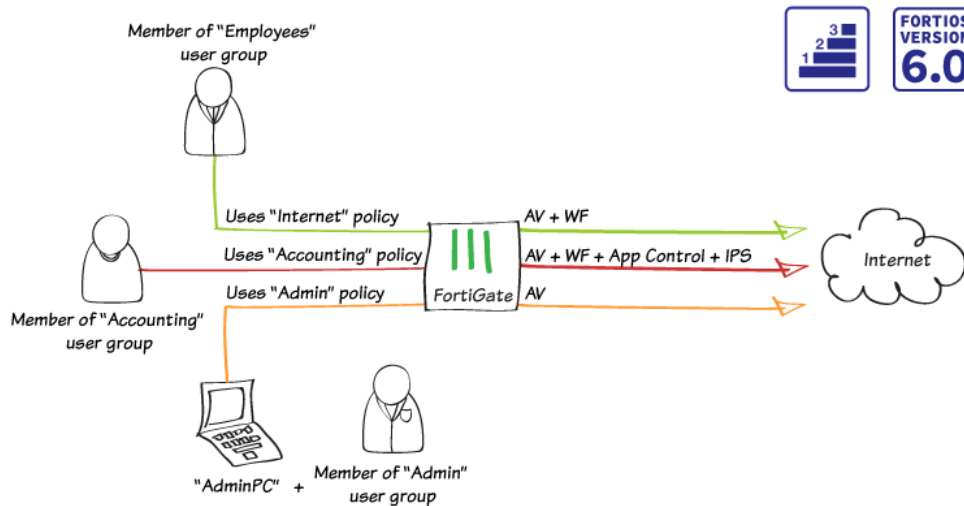 Member of "Employees"
user group
3
2
1
FORTIOS
VERSION
6.0
Uses "Internet" policy
AV + WF
Uses "Accounting" policy
AV + WF + App Control + IPS
Internet
Uses "Admin" policy
FortiGate
AV
Member of "Accounting"
user group
"AdminPC" +
Member of "Admin"
user group